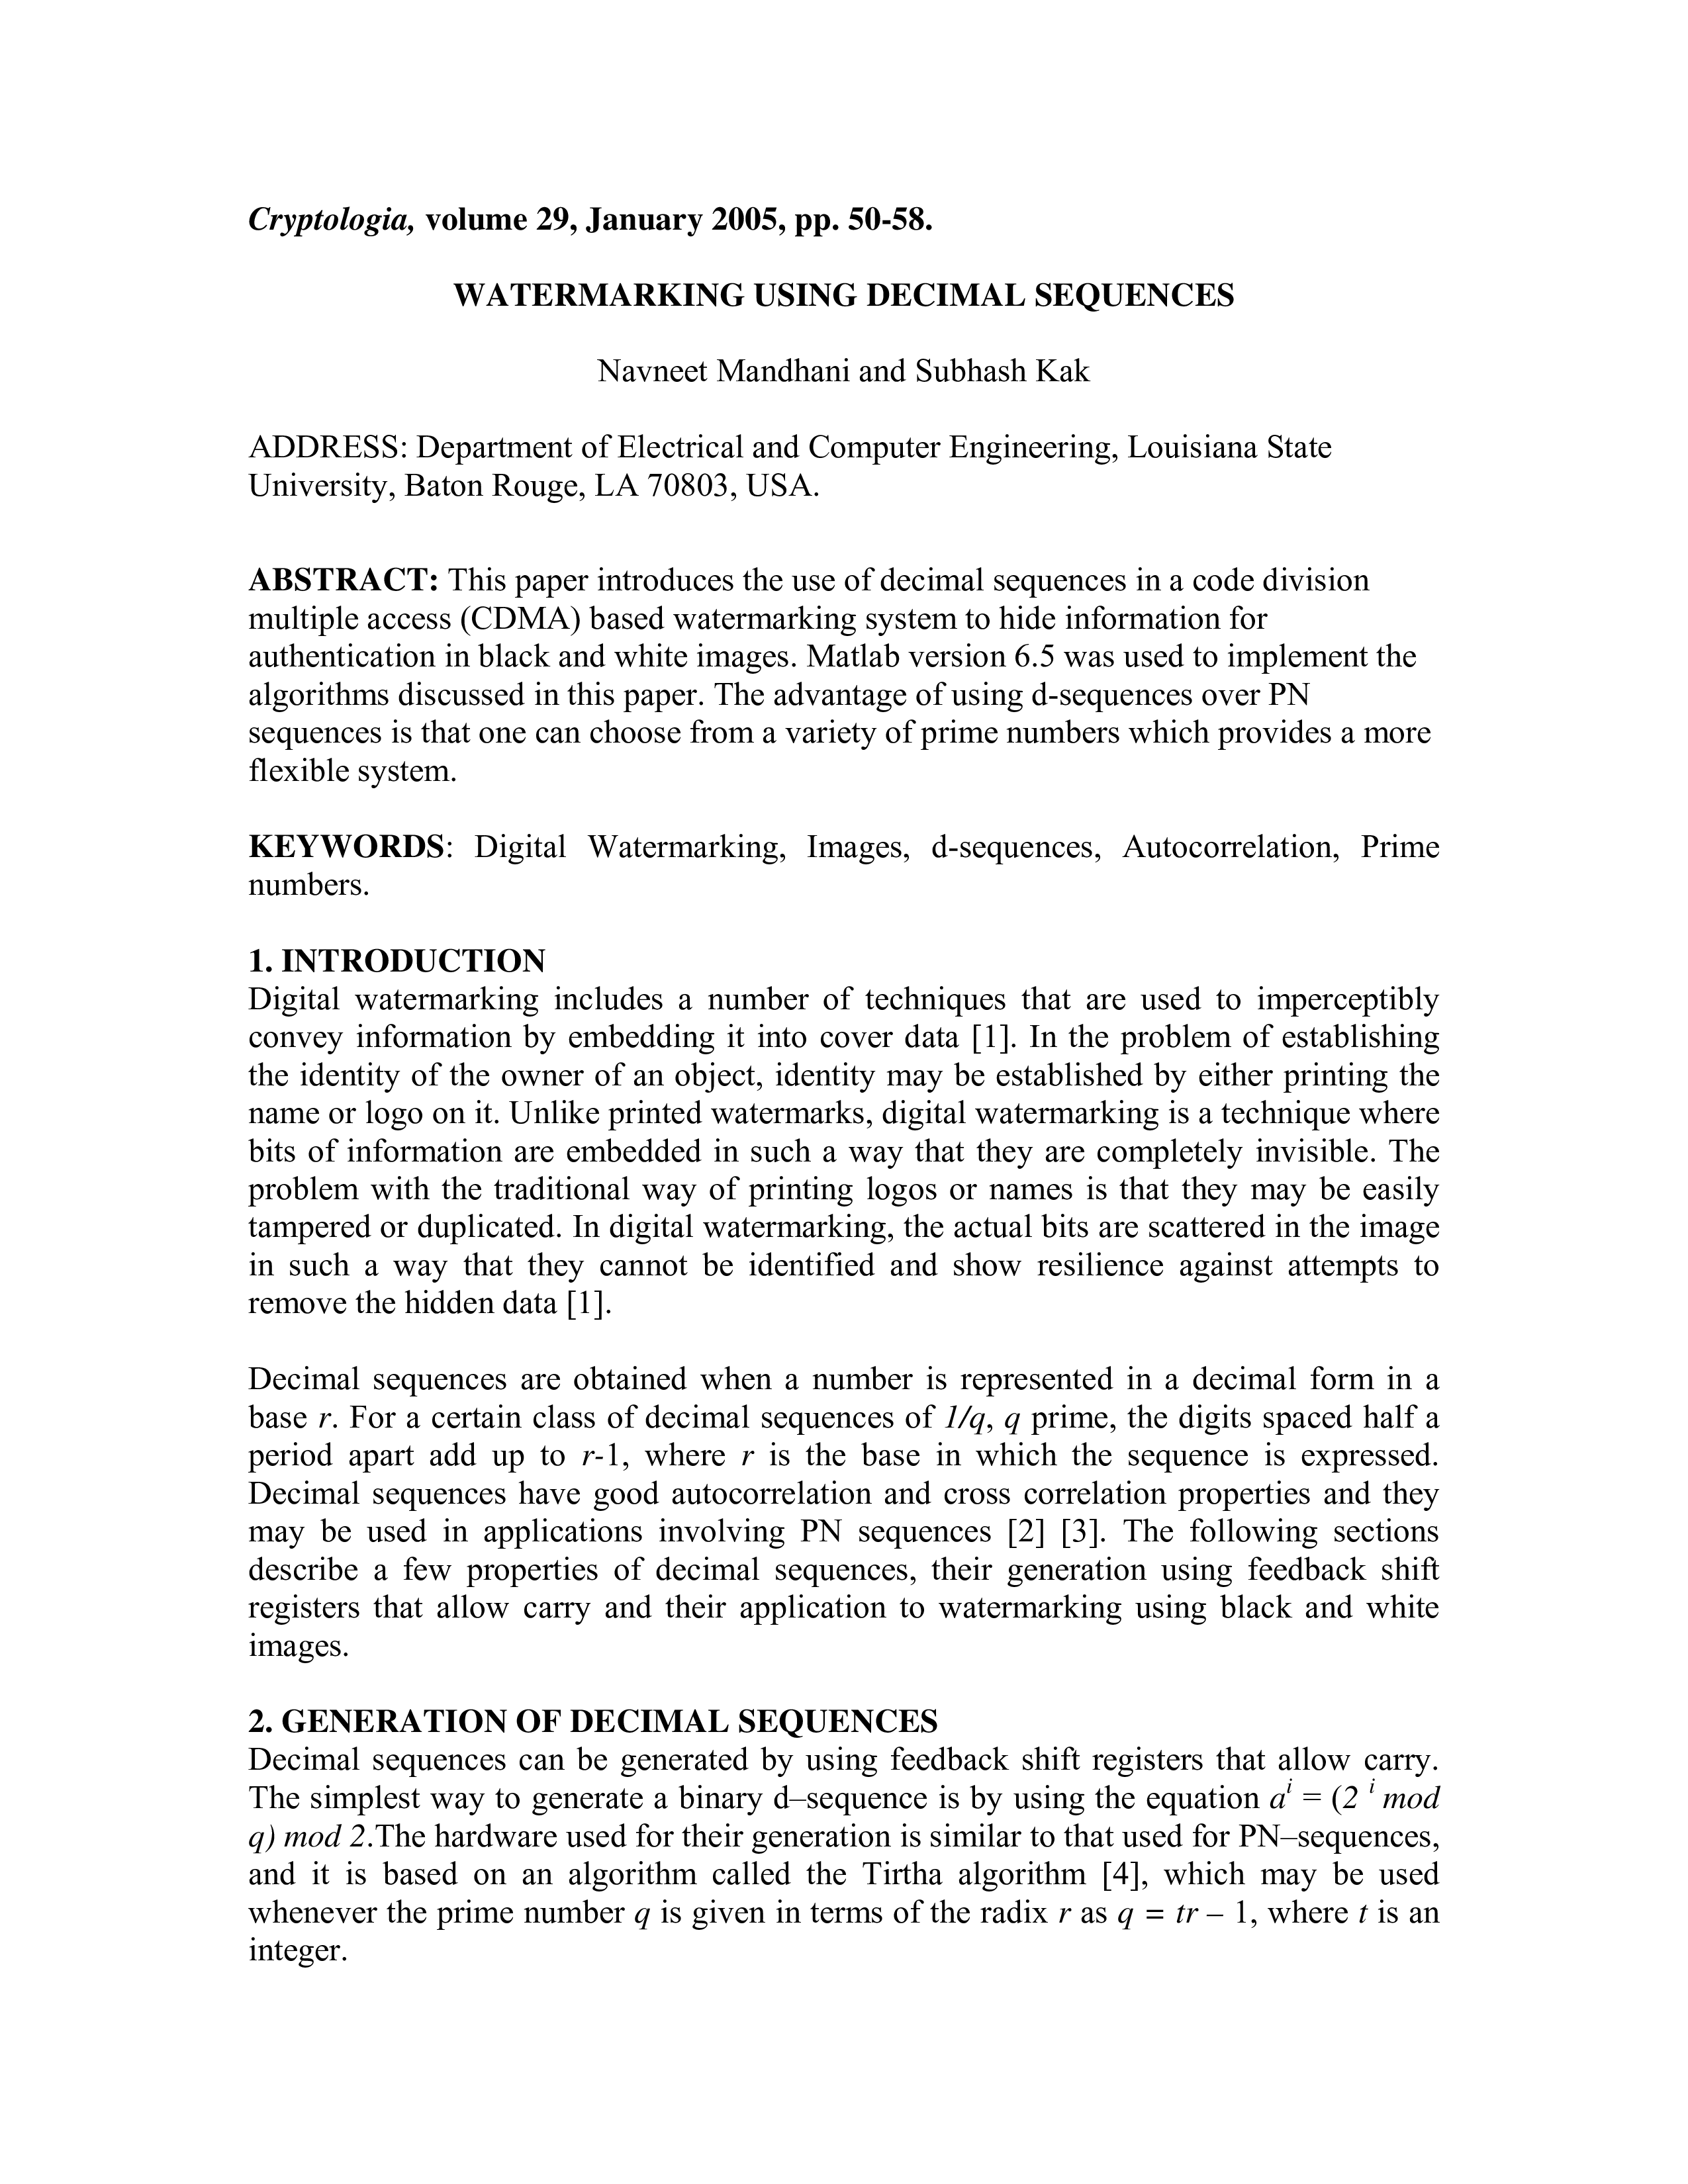 Cryptologia, volume 29, January 2005, pp. 50-58.
WATERMARKING USING DECIMAL SEQUENCES
Navneet Mandhani and Subhash Kak
ADDRESS: Department of Electrical and Computer Engineering, Louisiana State
University, Baton Rouge, LA 70803, USA.
ABSTRACT: This paper introduces the use of decimal sequences in a code division
multiple access (CDMA) based watermarking system to hide information for
authentication in black and white images. Matlab version 6.5 was used to implement the
algorithms discussed in this paper. The advantage of using d-sequences over PN
sequences is that one can choose from a variety of prime numbers which provides a more
flexible system.
KEYWORDS: Digital Watermarking, Images, d-sequences, Autocorrelation, Prime
numbers.
1. INTRODUCTION
Digital watermarking includes a number of techniques that are used to imperceptibly
convey information by embedding it into cover data [1]. In the problem of establishing
the identity of the owner of an object, identity may be established by either printing the
name or logo on it. Unlike printed watermarks, digital watermarking is a technique where
bits of information are embedded in such a way that they are completely invisible. The
problem with the traditional way of printing logos or names is that they may be easily
tampered or duplicated. In digital watermarking, the actual bits are scattered in the image
in such a way that they cannot be identified and show resilience against attempts to
remove the hidden data [1].
Decimal sequences are obtained when a number is represented in a decimal form in a
base r. For a certain class of decimal sequences of 1/q, q prime, the digits spaced half a
period apart add up to r-1, where r is the base in which the sequence is expressed.
Decimal sequences have good autocorrelation and cross correlation properties and they
may be used in applications involving PN sequences [2] [3]. The following sections
describe a few properties of decimal sequences, their generation using feedback shift
registers that allow carry and their application to watermarking using black and white
images.
2. GENERATION OF DECIMAL SEQUENCES
Decimal sequences can be generated by using feedback shift registers that allow carry.
The simplest way to generate a binary d–sequence is by using the equation a^i = (2 ^i mod
q) mod 2.The hardware used for their generation is similar to that used for PN–sequences,
and it is based on an algorithm called the Tirtha algorithm [4], which may be used
whenever the prime number q is given in terms of the radix r as q = tr – 1, where t is an
integer.